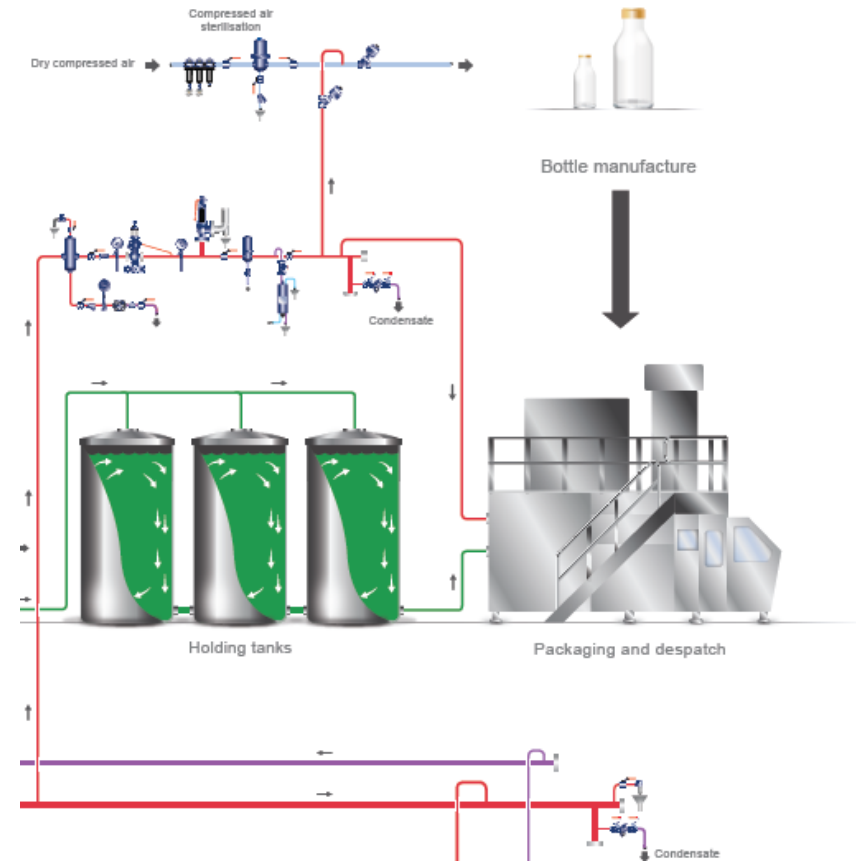 Compressed air
sterilisation
Dry compressed air
Bottle manufacture
Condensate
Holding tanks
Packaging and despatch
Condensate